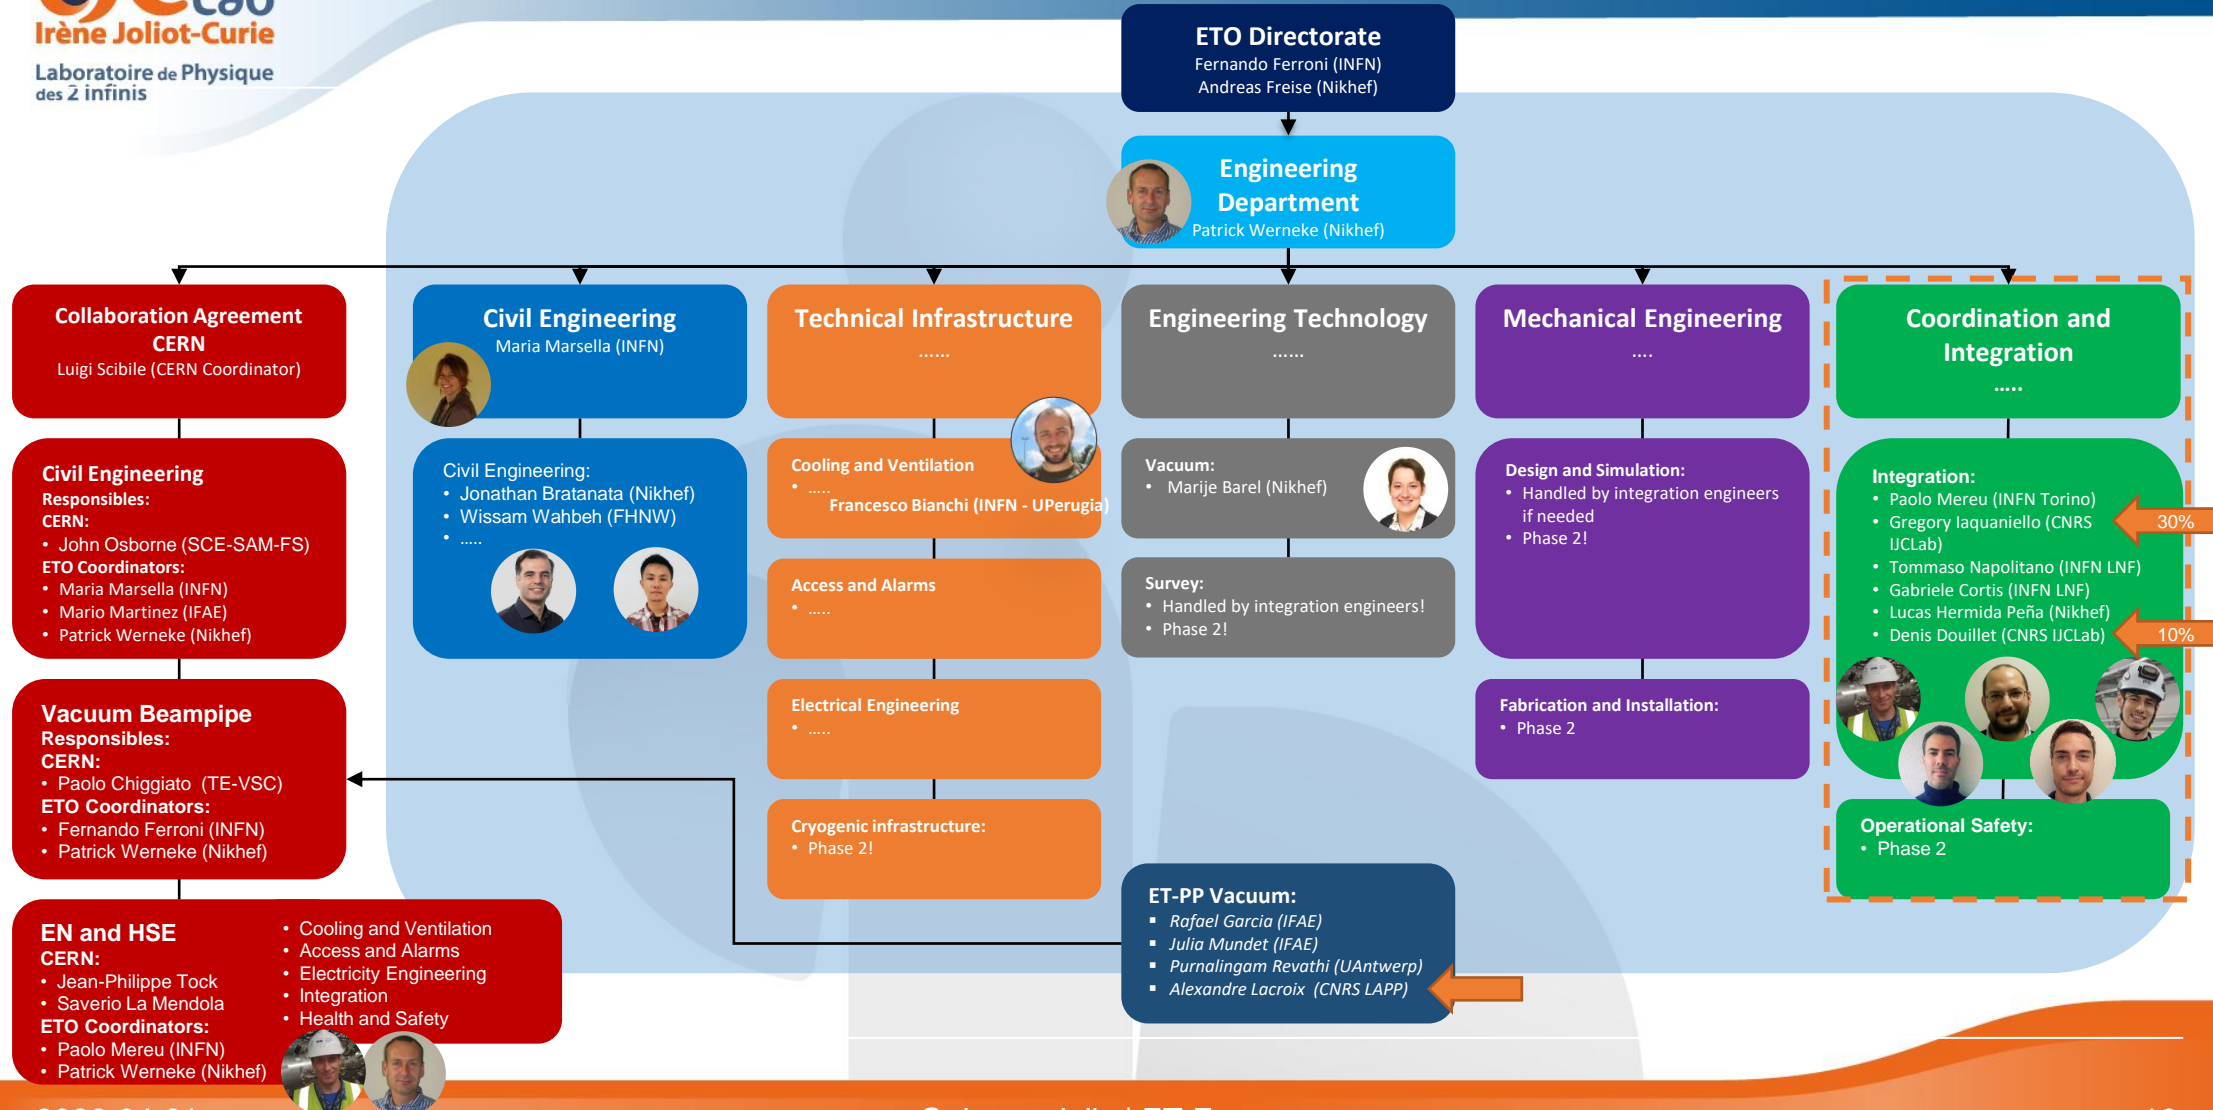 Irène Joliot-Curie
Laboratoire de Physique
des 2 infinis
ETO Directorate
Fernando Ferroni (INFN)
Andreas Freise (Nikhef)
Engineering
Department
Patrick Werneke (Nikhef)
Collaboration Agreement
CERN
Luigi Scibile (CERN Coordinator)
Civil Engineering
Responsibles:
CERN:
• John Osborne (SCE-SAM-FS)
ETO Coordinators:
• Maria Marsella (INFN)
• Mario Martinez (IFAE)
• Patrick Werneke (Nikhef)
Vacuum Beampipe
Responsibles:
CERN:
• Paolo Chiggiato (TE-VSC)
ETO Coordinators:
• Fernando Ferroni (INFN)
• Patrick Werneke (Nikhef)
EN and HSE
CERN:
• Jean-Philippe Tock
• Saverio La Mendola
ETO Coordinators:
• Paolo Mereu (INFN)
• Patrick Werneke (Nikhef)
• Cooling and Ventilation
• Access and Alarms
• Electricity Engineering
• Integration
• Health and Safety
Civil Engineering
Maria Marsella (INFN)
Civil Engineering:
• Jonathan Bratanata (Nikhef)
• Wissam Wahbeh (FHNW)
• .....
Technical Infrastructure
......
Cooling and Ventilation
• .....
Francesco Bianchi (INFN - UPerugia)
Access and Alarms
• .....
Electrical Engineering
• .....
Cryogenic infrastructure:
• Phase 2!
Engineering Technology
......
Vacuum:
• Marije Barel (Nikhef)
Survey:
• Handled by integration engineers!
• Phase 2!
ET-PP Vacuum:
▪ Rafael Garcia (IFAE)
▪ Julia Mundet (IFAE)
▪ Purnalingam Revathi (UAntwerp)
▪ Alexandre Lacroix (CNRS LAPP)
Mechanical Engineering
....
Design and Simulation:
• Handled by integration engineers
if needed
• Phase 2!
Fabrication and Installation:
• Phase 2
Coordination and
Integration
.....
Integration:
• Paolo Mereu (INFN Torino)
• Gregory Iaquaniello (CNRS
IJCLab)
• Tommaso Napolitano (INFN LNF)
• Gabriele Cortis (INFN LNF)
• Lucas Hermida Peña (Nikhef)
• Denis Douillet (CNRS IJCLab)
30%
10%
Operational Safety:
• Phase 2